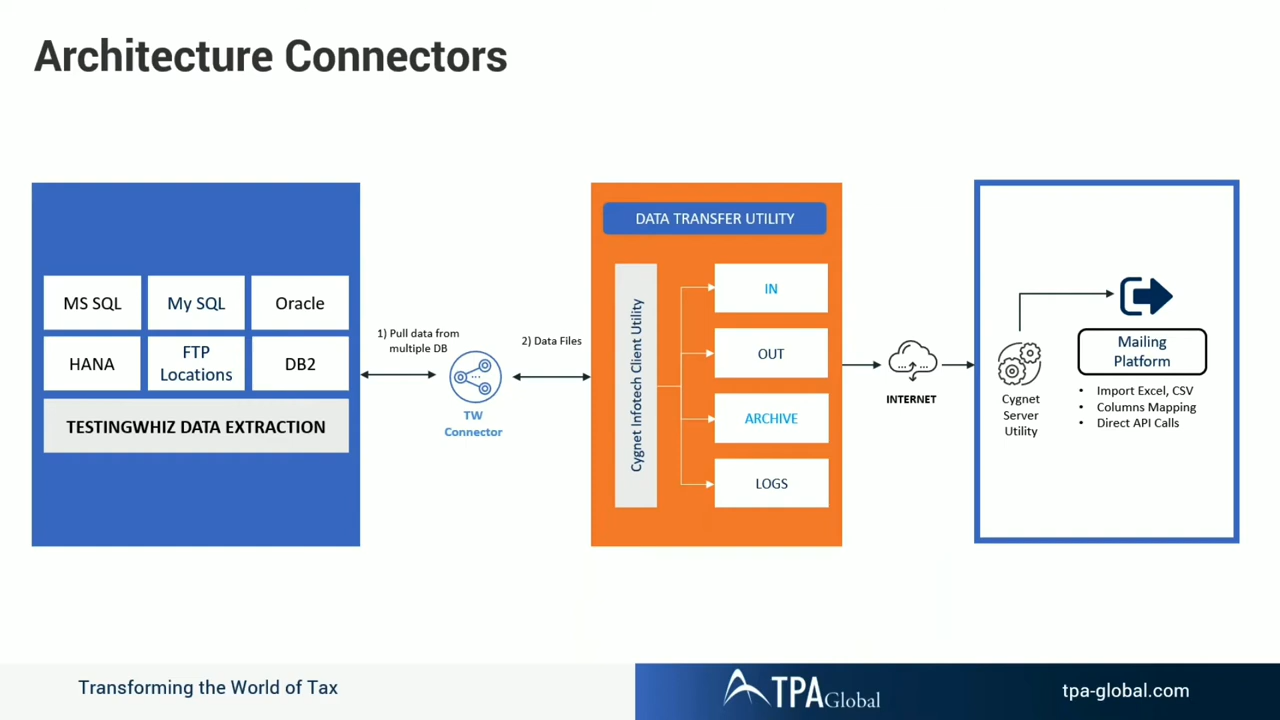 Architecture Connectors
MS SQL
My SQL
Oracle
HANA
FTP
Locations
DB2
TESTINGWHIZ DATA EXTRACTION
1) Pull data from
multiple DB
TW
Connector
2) Data Files
DATA TRANSFER UTILITY
Cygnet Infotech Client Utility
IN
OUT
ARCHIVE
LOGS
INTERNET
Cygnet
Server
Utility
Mailing
Platform
• Import Excel, CSV
• Columns Mapping
• Direct API Calls
Transforming the World of Tax
TPA Global
tpa-global.com